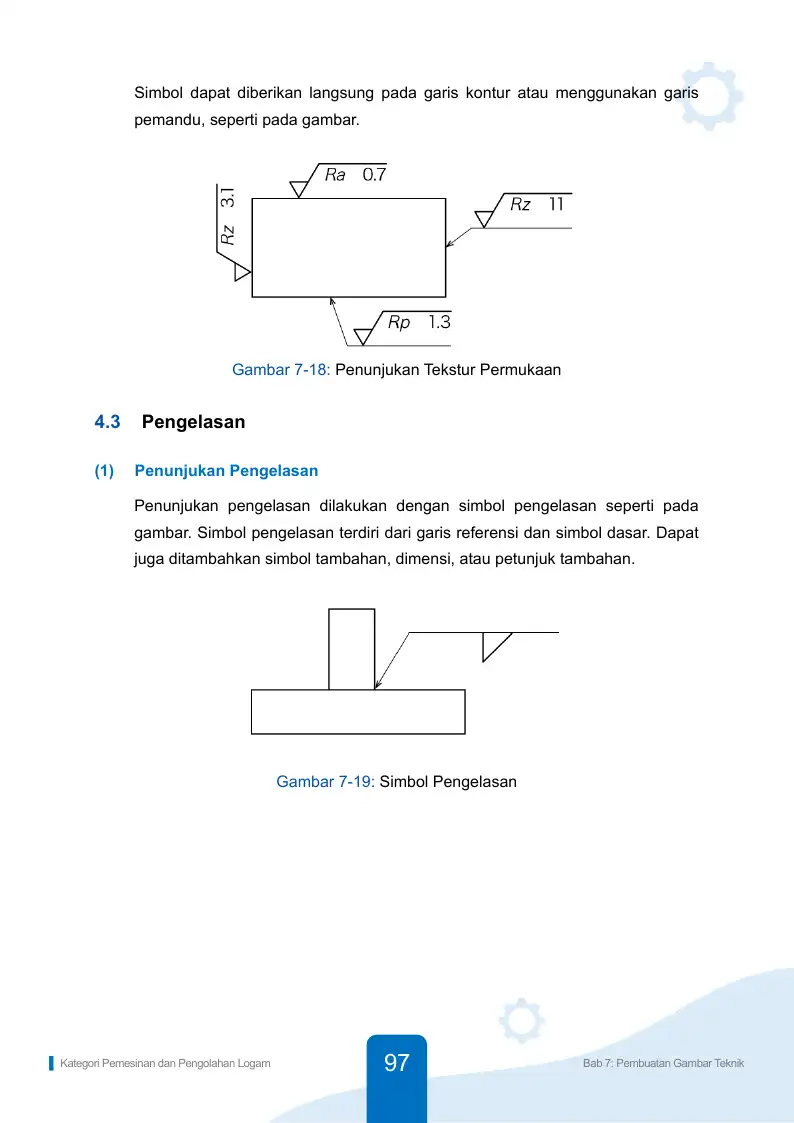 Simbol dapat diberikan langsung pada garis kontur atau menggunakan garis
pemandu, seperti pada gambar.
Ra 0.7
Rz 3.1
Rz 11
Rp 1.3
Gambar 7-18: Penunjukan Tekstur Permukaan
4.3 Pengelasan
(1) Penunjukan Pengelasan
Penunjukan pengelasan dilakukan dengan simbol pengelasan seperti pada
gambar. Simbol pengelasan terdiri dari garis referensi dan simbol dasar. Dapat
juga ditambahkan simbol tambahan, dimensi, atau petunjuk tambahan.
Gambar 7-19: Simbol Pengelasan
Kategori Pemesinan dan Pengolahan Logam
97
Bab 7: Pembuatan Gambar Teknik